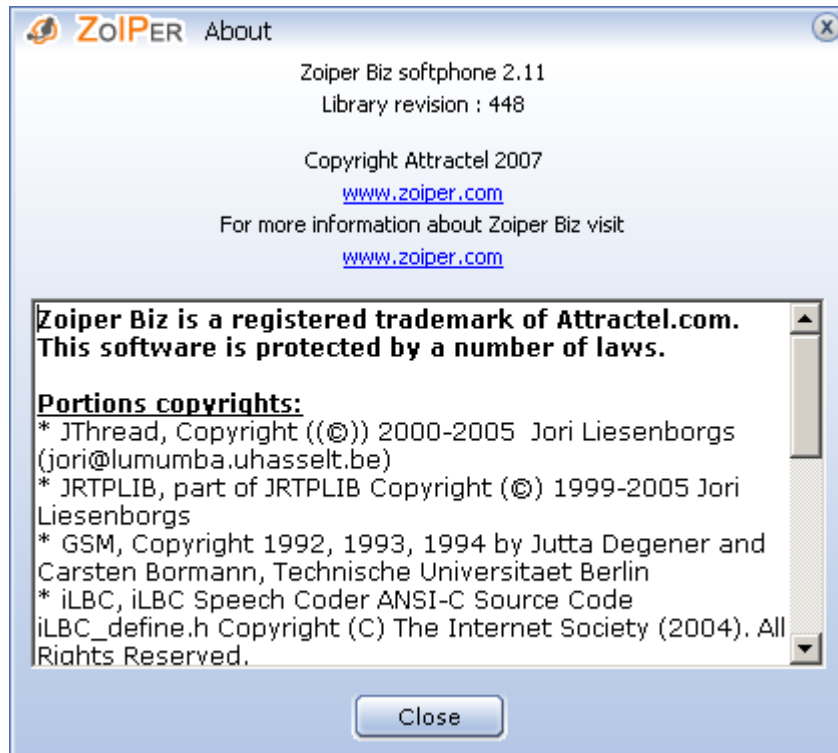 ZoIPER About
Zoiper Biz softphone 2.11
Library revision : 448
Copyright Attractel 2007
www.zoiper.com
For more information about Zoiper Biz visit
www.zoiper.com
Zoiper Biz is a registered trademark of Attractel.com.
This software is protected by a number of laws.
Portions copyrights:
* JThread, Copyright ((©)) 2000-2005  Jori Liesenborgs
(jori@lumumba.uhasselt.be)
* JRTPLIB, part of JRTPLIB Copyright (©) 1999-2005 Jori
Liesenborgs
* GSM, Copyright 1992, 1993, 1994 by Jutta Degener and
Carsten Bormann, Technische Universitaet Berlin
* iLBC, iLBC Speech Coder ANSI-C Source Code
iLBC_define.h Copyright (C) The Internet Society (2004). All
Rights Reserved.
Close